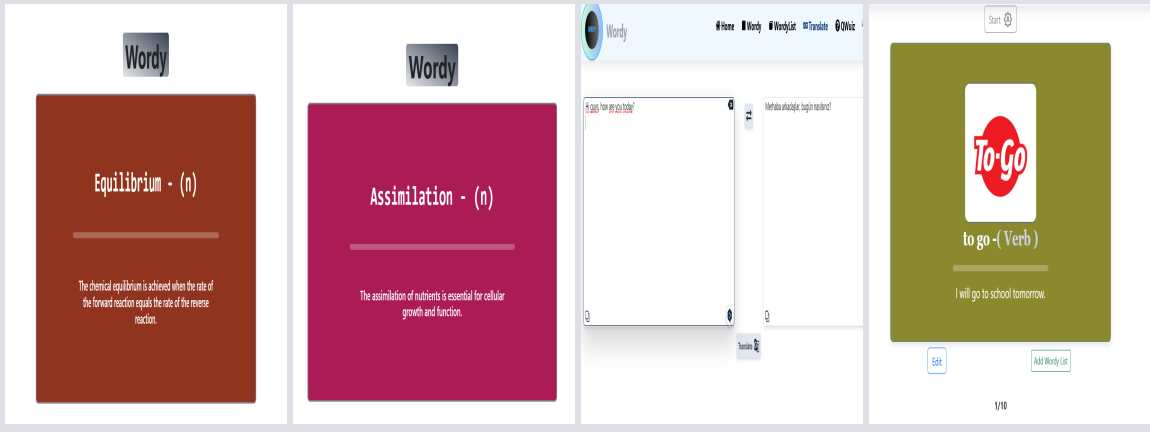 Wordy
Equilibrium - (n)
The chemical equilibrium is achieved when the rate of
the forward reaction equals the rate of the reverse
reaction.
Wordy
Assimilation - (n)
The assimilation of nutrients is essential for cellular
growth and function.
Wordy
Home Wordy WordyList Translate QWuiz
Hi guys, how are you today?
Merhaba arkadaşlar, bugün nasılsınız?
Translate
Start
To·Go
to go -( Verb )
I will go to school tomorrow.
Edit
Add Wordy List
1/10